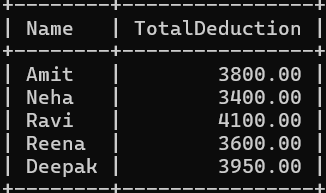 Name TotalDeduction
Amit 3800.00
Neha 3400.00
Ravi 4100.00
Reena 3600.00
Deepak 3950.00